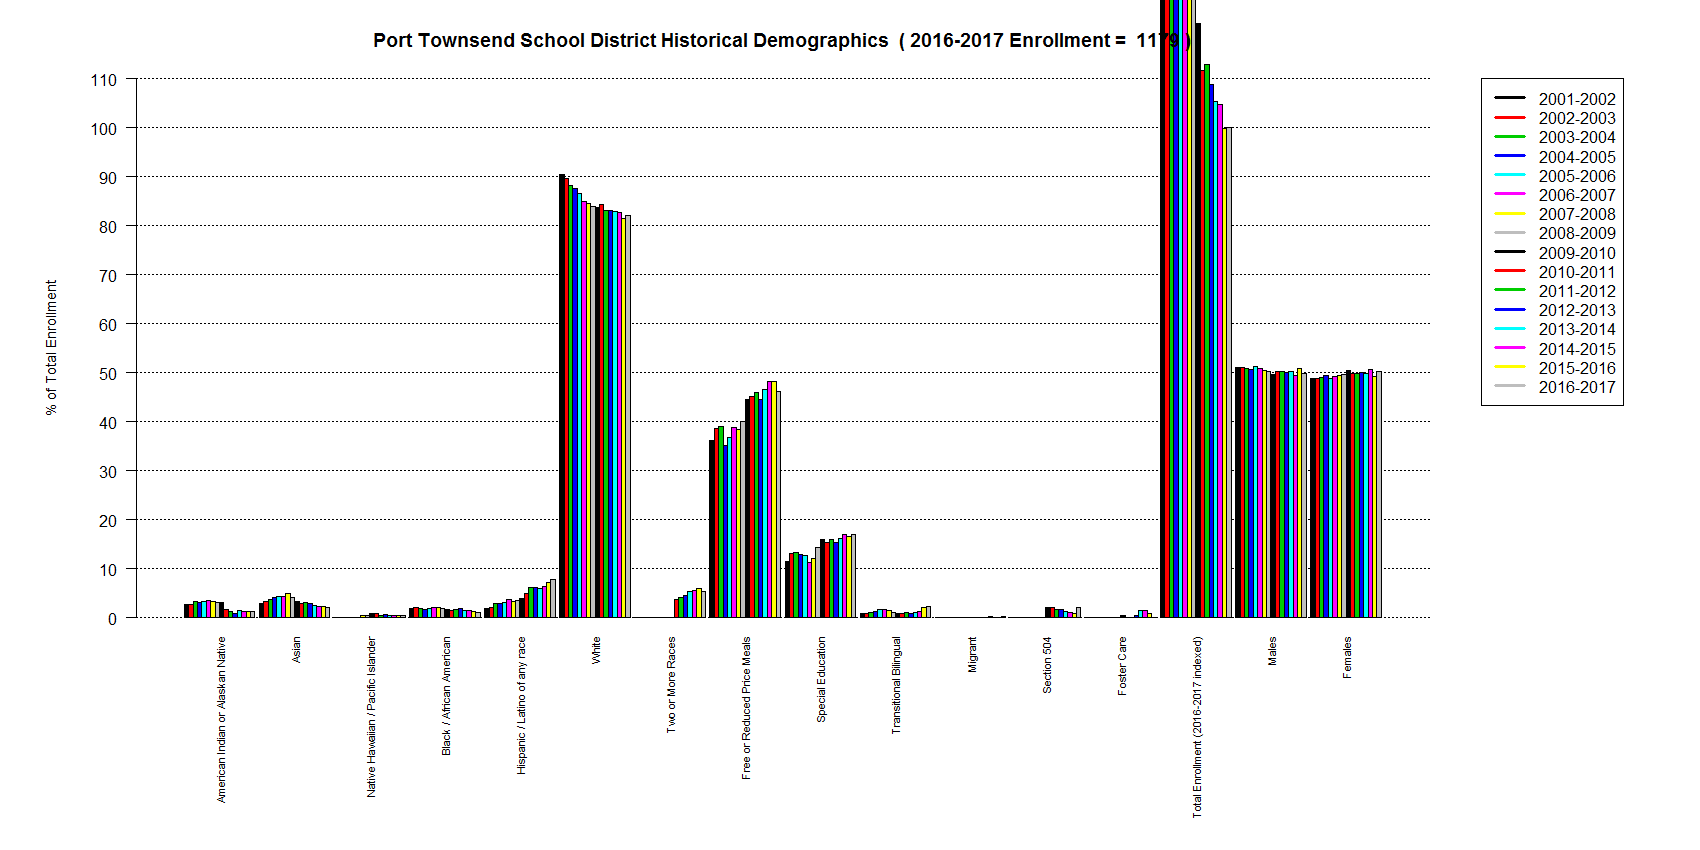 Port Townsend School District Historical Demographics ( 2016-2017 Enrollment = 1179 )
% of Total Enrollment
110
100
90
80
70
60
50
40
30
20
10
0
American Indian or Alaskan Native
Asian
Native Hawaiian / Pacific Islander
Black / African American
Hispanic / Latino of any race
White
Two or More Races
Free or Reduced Price Meals
Special Education
Transitional Bilingual
Migrant
Section 504
Foster Care
Total Enrollment (2016-2017 indexed)
Males
Females
2001-2002
2002-2003
2003-2004
2004-2005
2005-2006
2006-2007
2007-2008
2008-2009
2009-2010
2010-2011
2011-2012
2012-2013
2013-2014
2014-2015
2015-2016
2016-2017